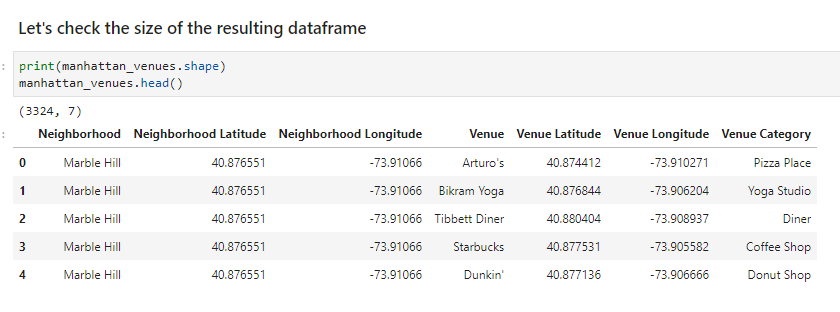 Let's check the size of the resulting dataframe
: print(manhattan_venues.shape)
manhattan_venues.head()
(3324, 7)
: Neighborhood Neighborhood Latitude Neighborhood Longitude Venue Venue Latitude Venue Longitude Venue Category
0 Marble Hill 40.876551 -73.91066 Arturo's 40.874412 -73.910271 Pizza Place
1 Marble Hill 40.876551 -73.91066 Bikram Yoga 40.876844 -73.906204 Yoga Studio
2 Marble Hill 40.876551 -73.91066 Tibbett Diner 40.880404 -73.908937 Diner
3 Marble Hill 40.876551 -73.91066 Starbucks 40.877531 -73.905582 Coffee Shop
4 Marble Hill 40.876551 -73.91066 Dunkin' 40.877136 -73.906666 Donut Shop